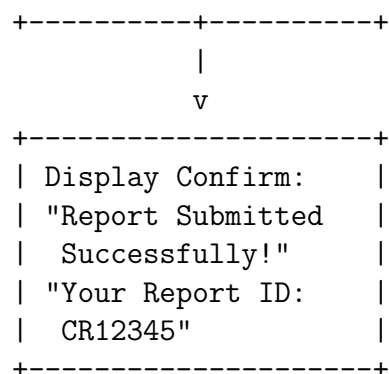 +----------+----------+
|
v
+---------------------+
| Display Confirm: |
| "Report Submitted |
| Successfully!" |
| "Your Report ID: |
| CR12345" |
+---------------------+